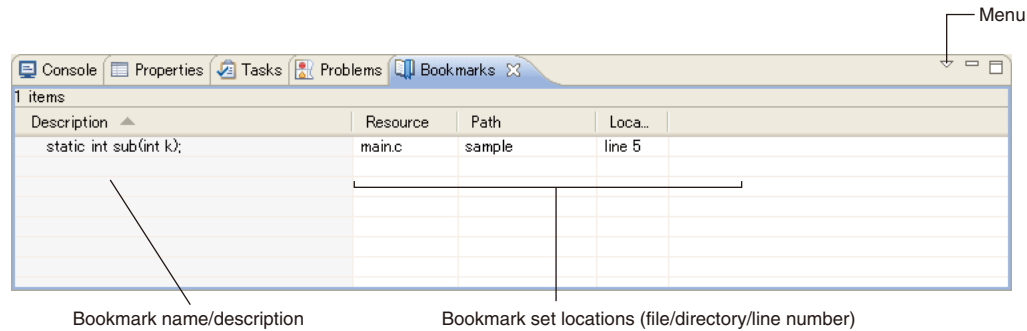 Menu
Console Properties Tasks Problems Bookmarks
1 items
Description Resource Path Loca...
static int sub(int k); main.c sample line 5
Bookmark name/description Bookmark set locations (file/directory/line number)